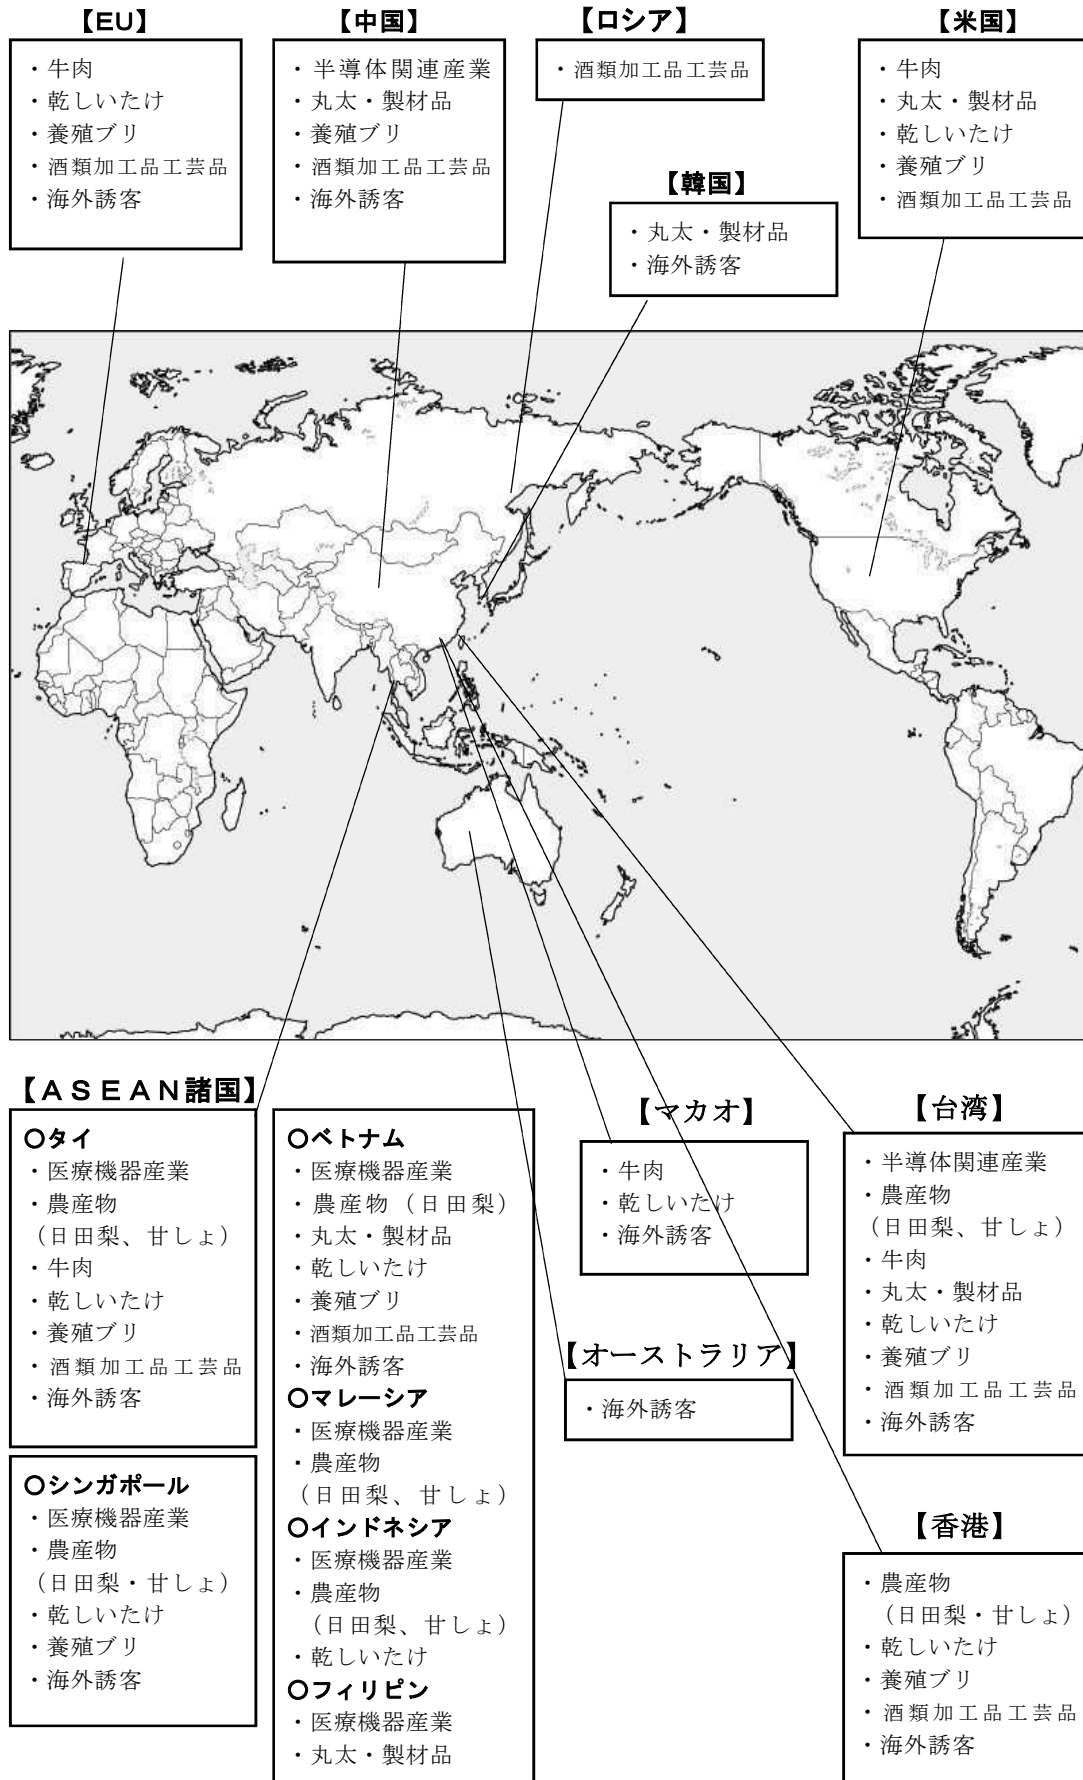 【EU】
・牛肉
・乾しいたけ
・養殖ブリ
・酒類加工品工芸品
・海外誘客
【中国】
・半導体関連産業
・丸太・製材品
・養殖ブリ
・酒類加工品工芸品
・海外誘客
【ロシア】
・酒類加工品工芸品
【韓国】
・丸太・製材品
・海外誘客
【米国】
・牛肉
・丸太・製材品
・乾しいたけ
・養殖ブリ
・酒類加工品工芸品
【ASEAN諸国】
○タイ
・医療機器産業
・農産物
（日田梨、甘しょ）
・牛肉
・乾しいたけ
・養殖ブリ
・酒類加工品工芸品
・海外誘客
○シンガポール
・医療機器産業
・農産物
（日田梨・甘しょ）
・乾しいたけ
・養殖ブリ
・海外誘客
○ベトナム
・医療機器産業
・農産物（日田梨）
・丸太・製材品
・乾しいたけ
・養殖ブリ
・酒類加工品工芸品
・海外誘客
○マレーシア
・医療機器産業
・農産物
（日田梨、甘しょ）
○インドネシア
・医療機器産業
・農産物
（日田梨、甘しょ）
・乾しいたけ
○フィリピン
・医療機器産業
・丸太・製材品
【マカオ】
・牛肉
・乾しいたけ
・海外誘客
【オーストラリア】
・海外誘客
【台湾】
・半導体関連産業
・農産物
（日田梨、甘しょ）
・牛肉
・丸太・製材品
・乾しいたけ
・養殖ブリ
・酒類加工品工芸品
・海外誘客
【香港】
・農産物
（日田梨・甘しょ）
・乾しいたけ
・養殖ブリ
・酒類加工品工芸品
・海外誘客